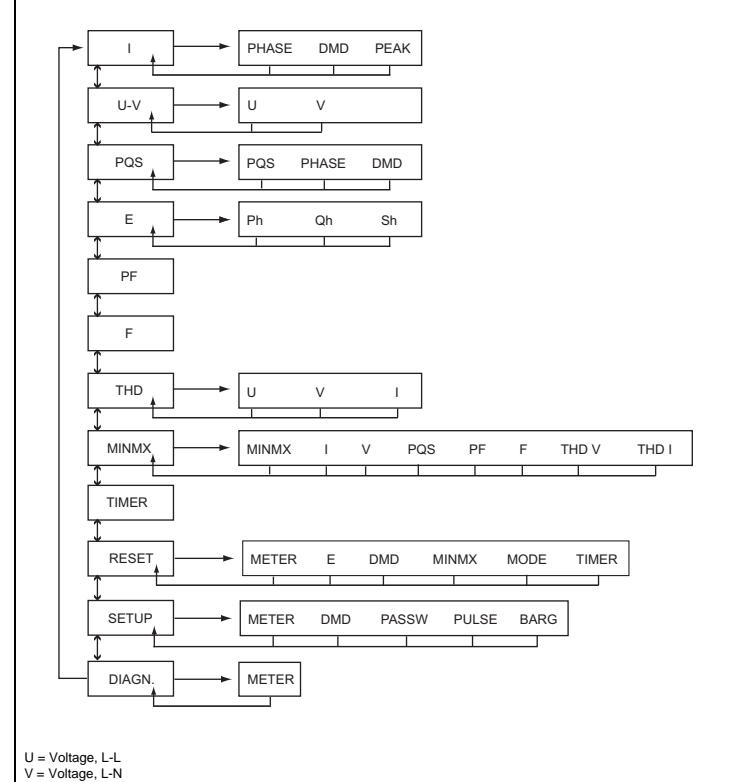 I PHASE DMD PEAK
U-V U V
PQS PQS PHASE DMD
E Ph Qh Sh
PF
F
THD U V I
MINMX MINMX I V PQS PF F THD V THD I
TIMER
RESET METER E DMD MINMX MODE TIMER
SETUP METER DMD PASSW PULSE BARG
DIAGN. METER
U = Voltage, L-L
V = Voltage, L-N